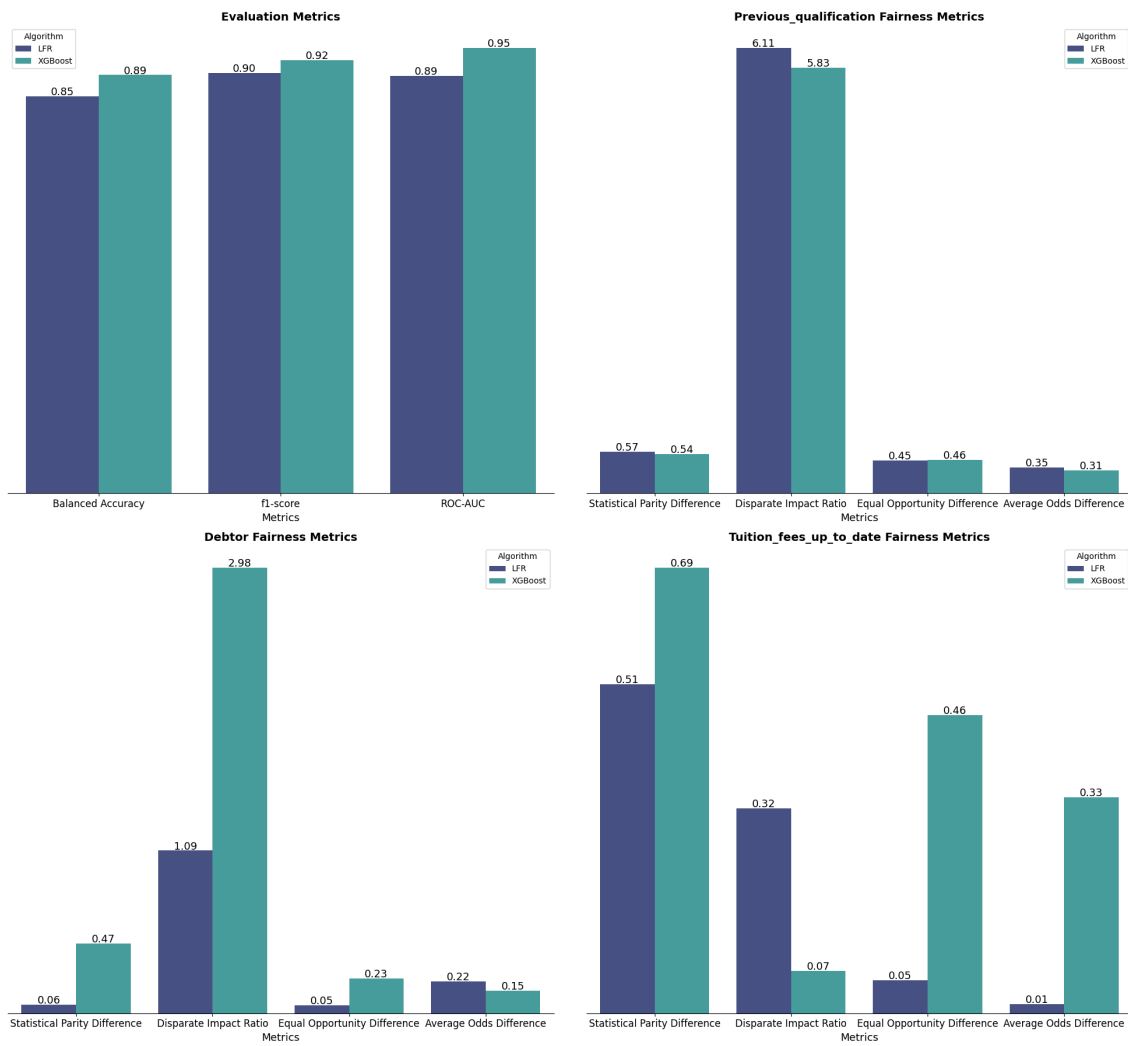 Evaluation Metrics
Algorithm
LFR
XGBoost
0.85
0.89
0.90
0.92
0.89
0.95
Balanced Accuracy
f1-score
ROC-AUC
Metrics
Previous_qualification Fairness Metrics
Algorithm
LFR
XGBoost
0.57
0.54
6.11
5.83
0.45
0.46
0.35
0.31
Statistical Parity Difference
Disparate Impact Ratio
Equal Opportunity Difference
Average Odds Difference
Metrics
Debtor Fairness Metrics
Algorithm
LFR
XGBoost
0.06
0.47
1.09
2.98
0.05
0.23
0.22
0.15
Statistical Parity Difference
Disparate Impact Ratio
Equal Opportunity Difference
Average Odds Difference
Metrics
Tuition_fees_up_to_date Fairness Metrics
Algorithm
LFR
XGBoost
0.51
0.69
0.32
0.07
0.05
0.46
0.01
0.33
Statistical Parity Difference
Disparate Impact Ratio
Equal Opportunity Difference
Average Odds Difference
Metrics